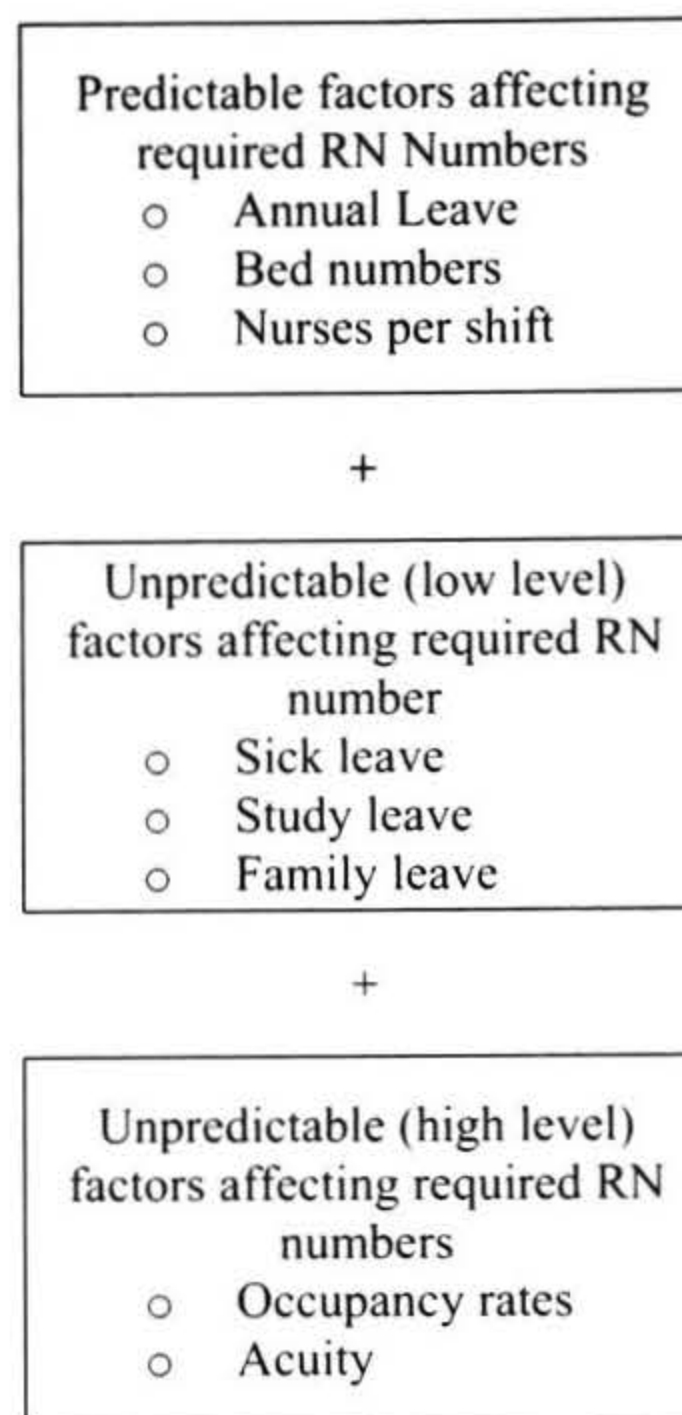 Predictable factors affecting
required RN Numbers
○ Annual Leave
○ Bed numbers
○ Nurses per shift
+
Unpredictable (low level)
factors affecting required RN
number
○ Sick leave
○ Study leave
○ Family leave
+
Unpredictable (high level)
factors affecting required RN
numbers
○ Occupancy rates
○ Acuity